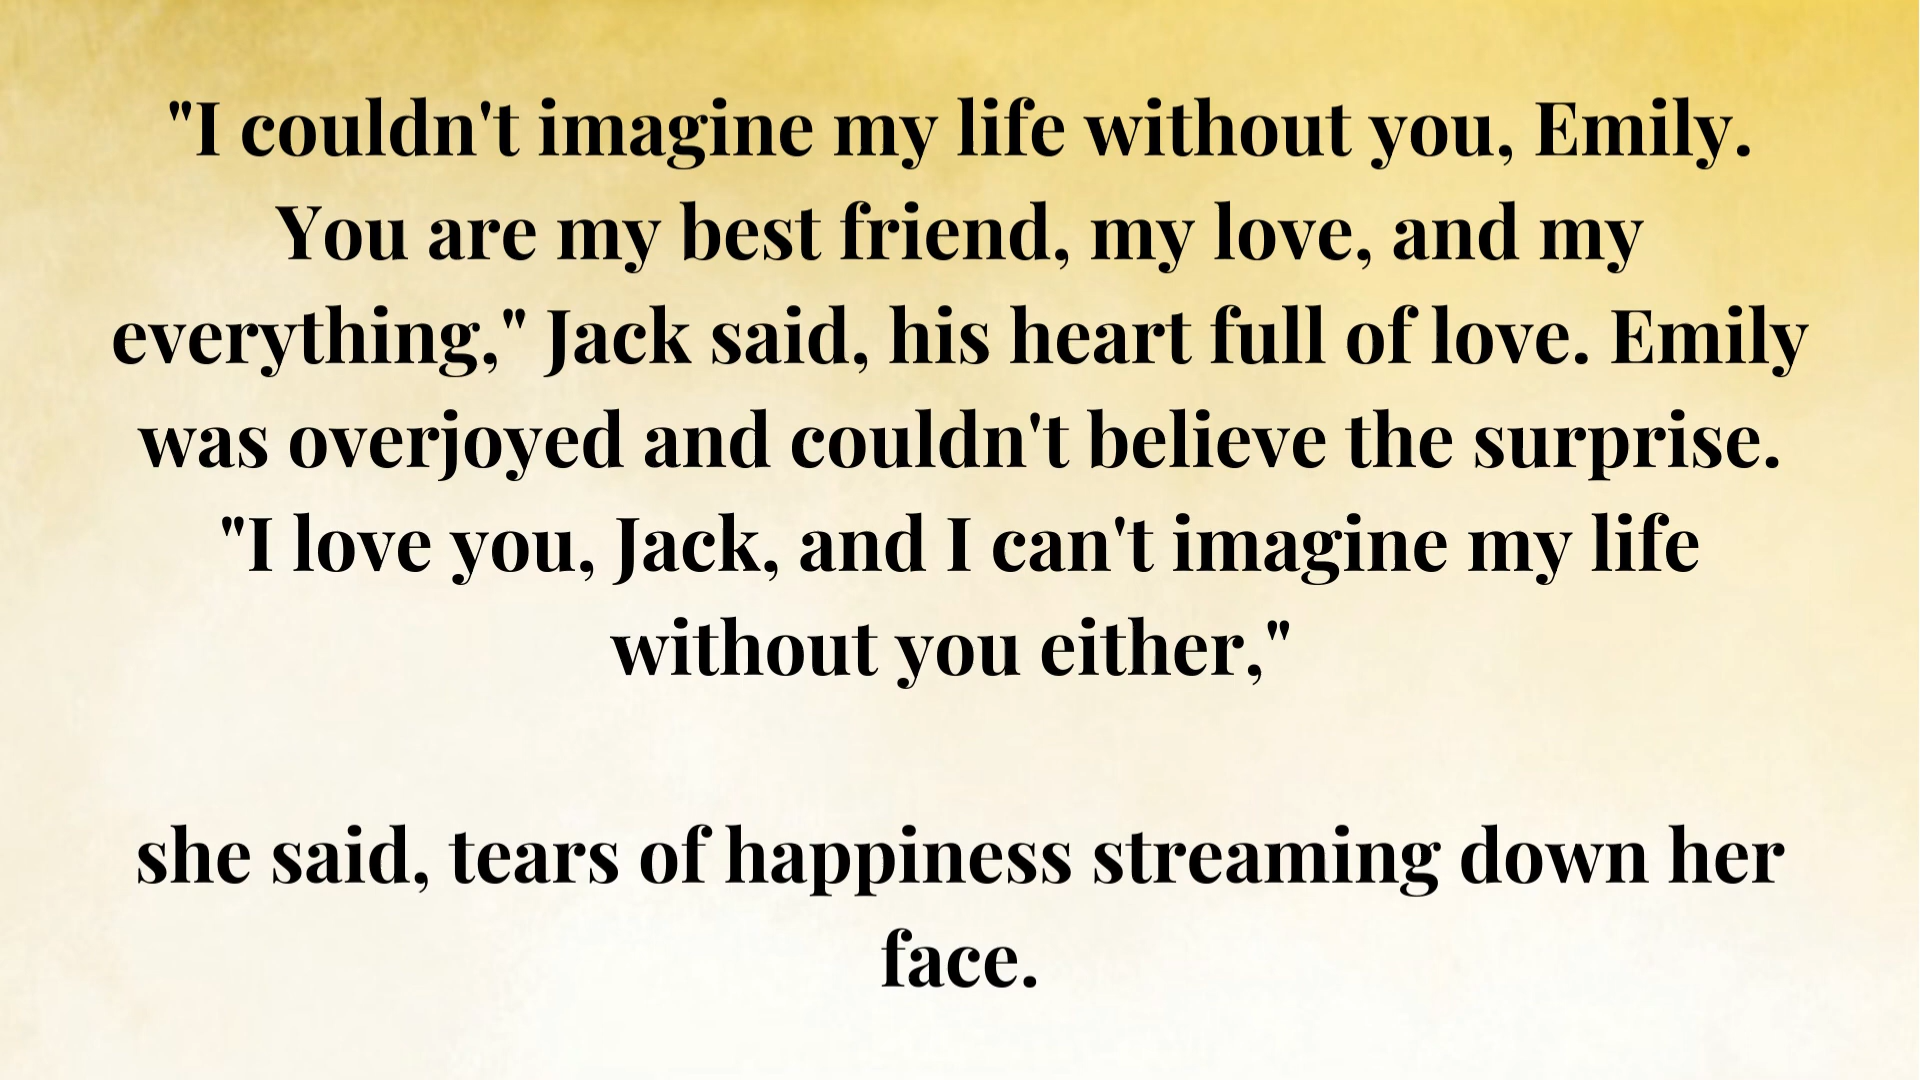 "I couldn't imagine my life without you, Emily.
You are my best friend, my love, and my
everything," Jack said, his heart full of love. Emily
was overjoyed and couldn't believe the surprise.
"I love you, Jack, and I can't imagine my life
without you either,"
she said, tears of happiness streaming down her
face.